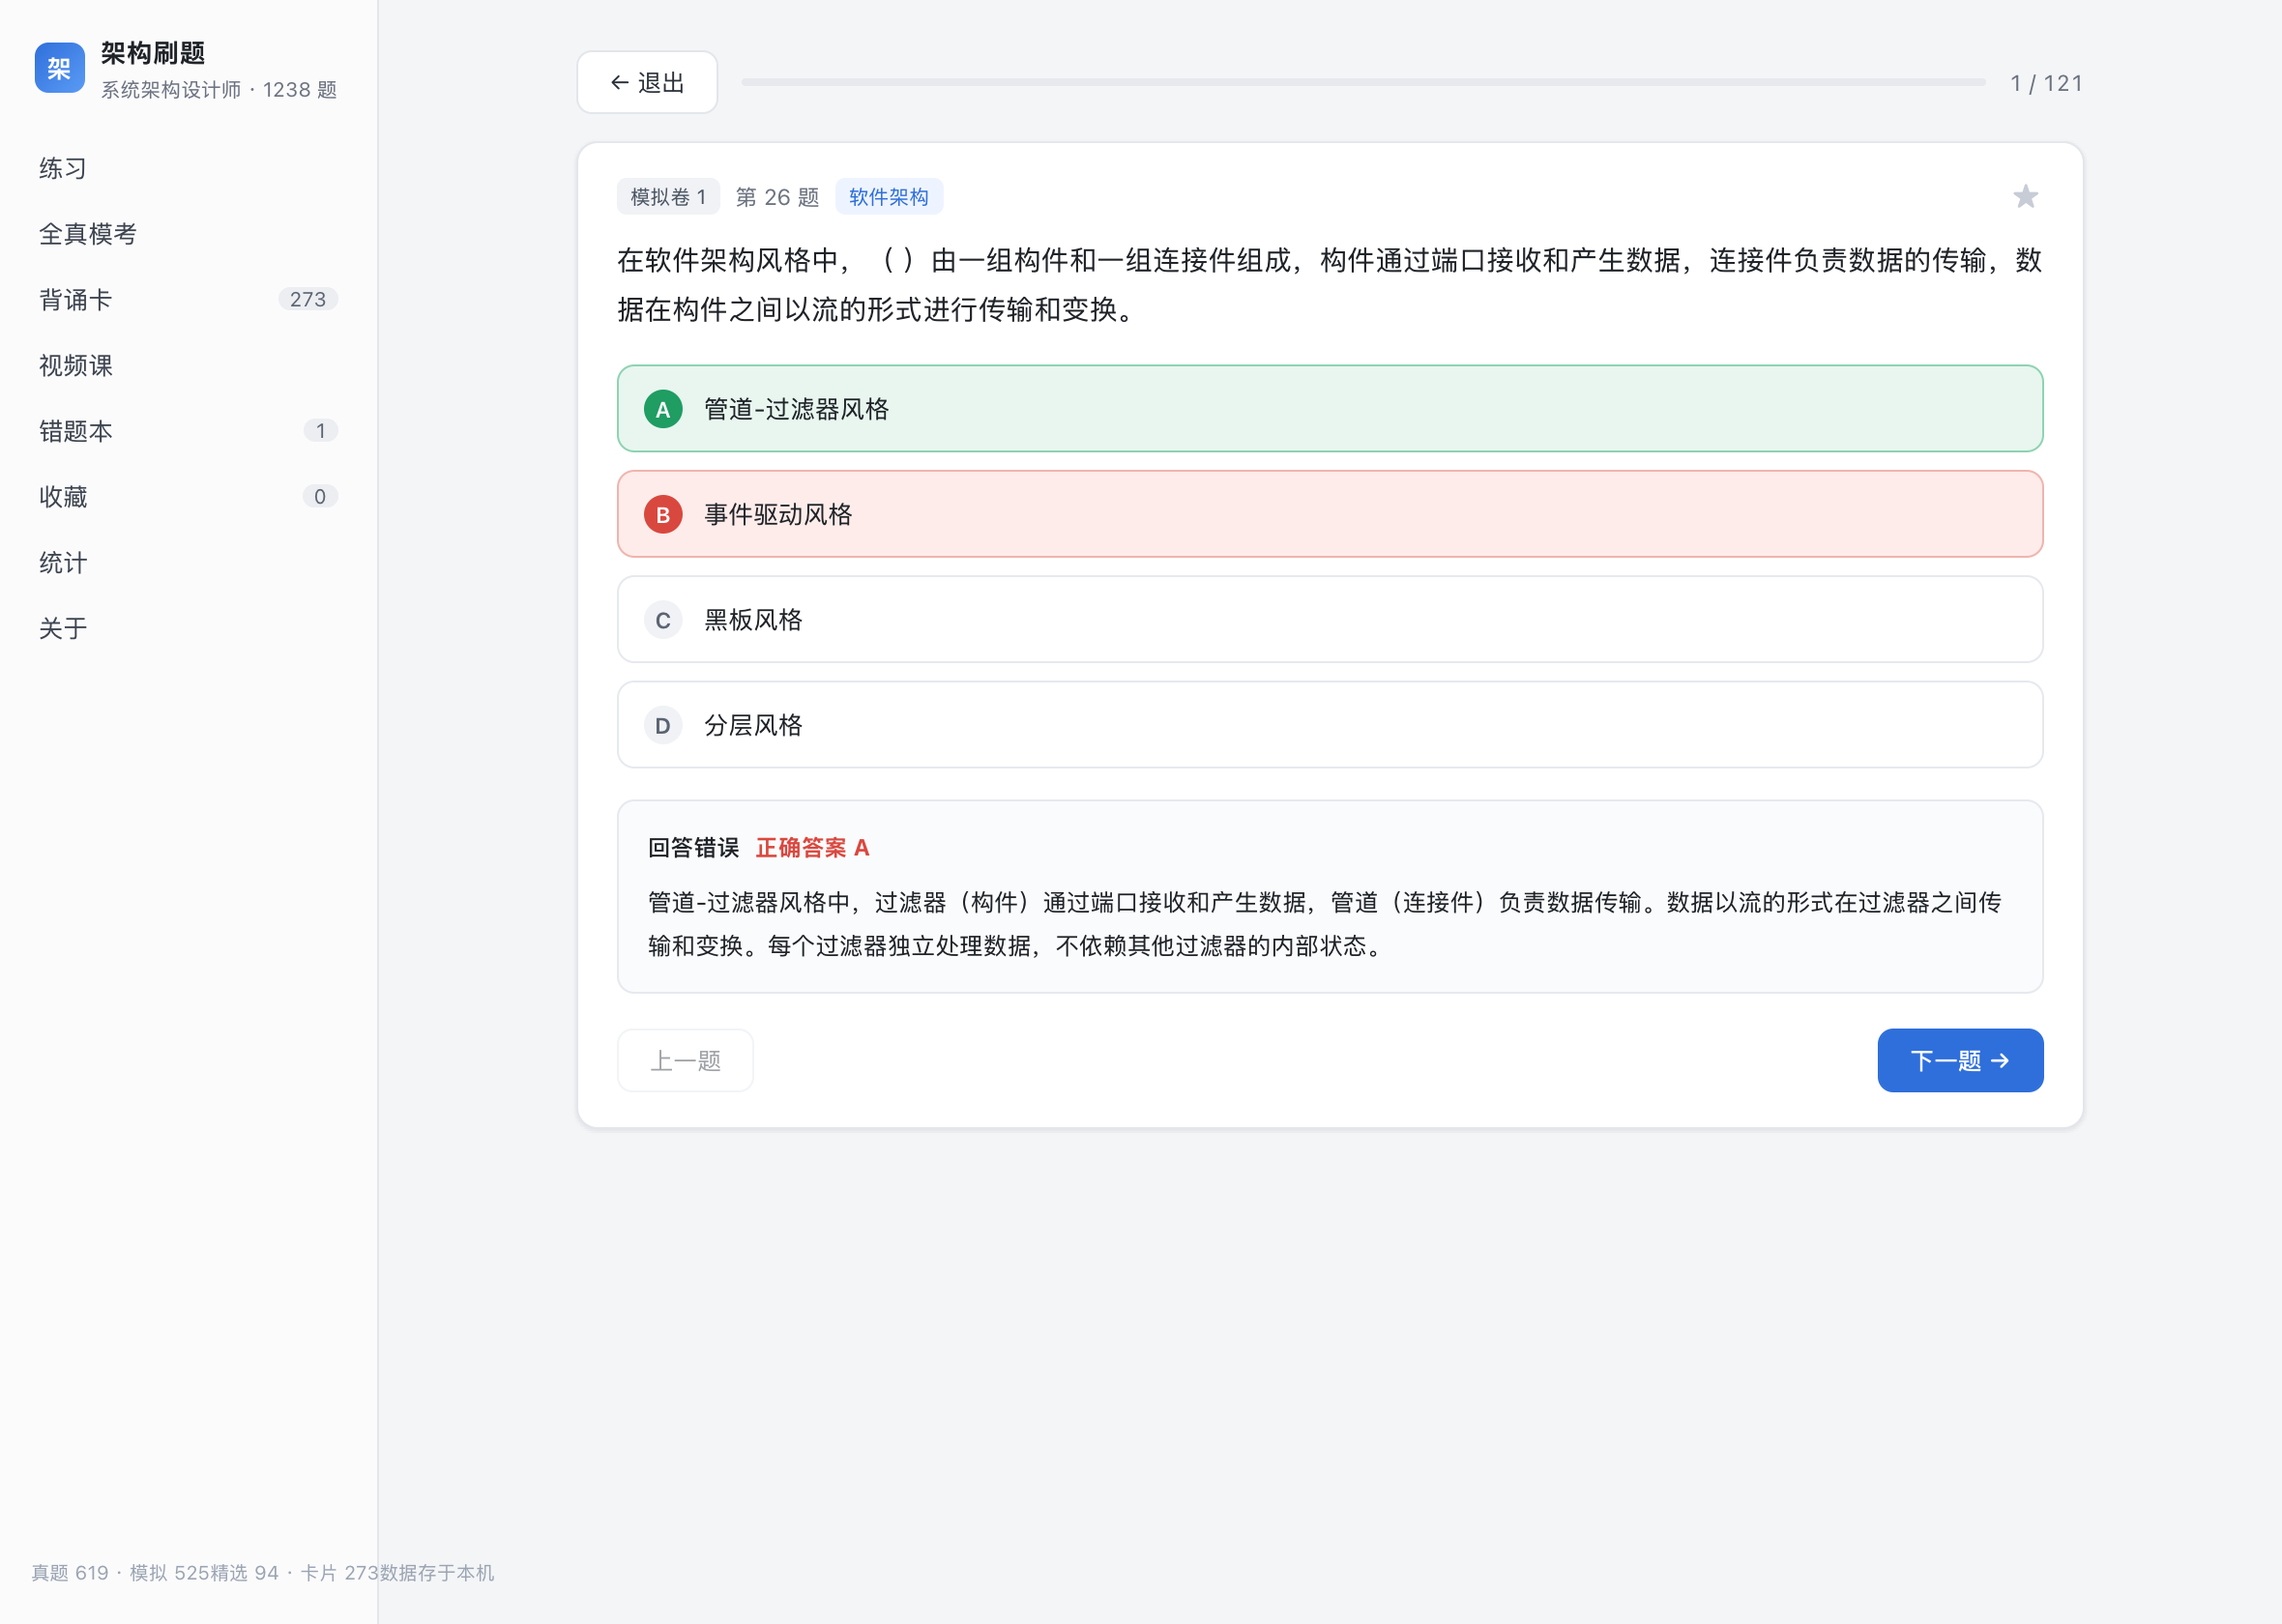 架
架构刷题
系统架构设计师 · 1238 题
练习
全真模考
背诵卡 273
视频课
错题本 1
收藏 0
统计
关于
真题 619 · 模拟 525精选 94 · 卡片 273数据存于本机
← 退出
1 / 121
模拟卷 1 第 26 题 软件架构
在软件架构风格中，（ ）由一组构件和一组连接件组成，构件通过端口接收和产生数据，连接件负责数据的传输，数
据在构件之间以流的形式进行传输和变换。
A 管道-过滤器风格
B 事件驱动风格
C 黑板风格
D 分层风格
回答错误 正确答案 A
管道-过滤器风格中，过滤器（构件）通过端口接收和产生数据，管道（连接件）负责数据传输。数据以流的形式在过滤器之间传
输和变换。每个过滤器独立处理数据，不依赖其他过滤器的内部状态。
上一题
下一题 →